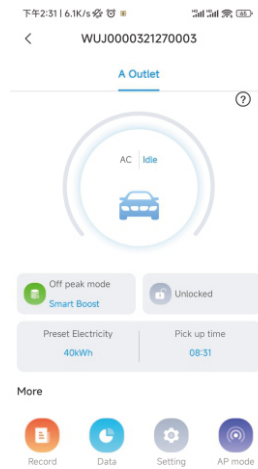 下午2:31 | 6.1K/s
65
WUJ0000321270003
A Outlet
?
AC Idle
Off peak mode
Smart Boost
Unlocked
Preset Electricity
Pick up time
40kWh
08:31
More
Record Data Setting AP mode